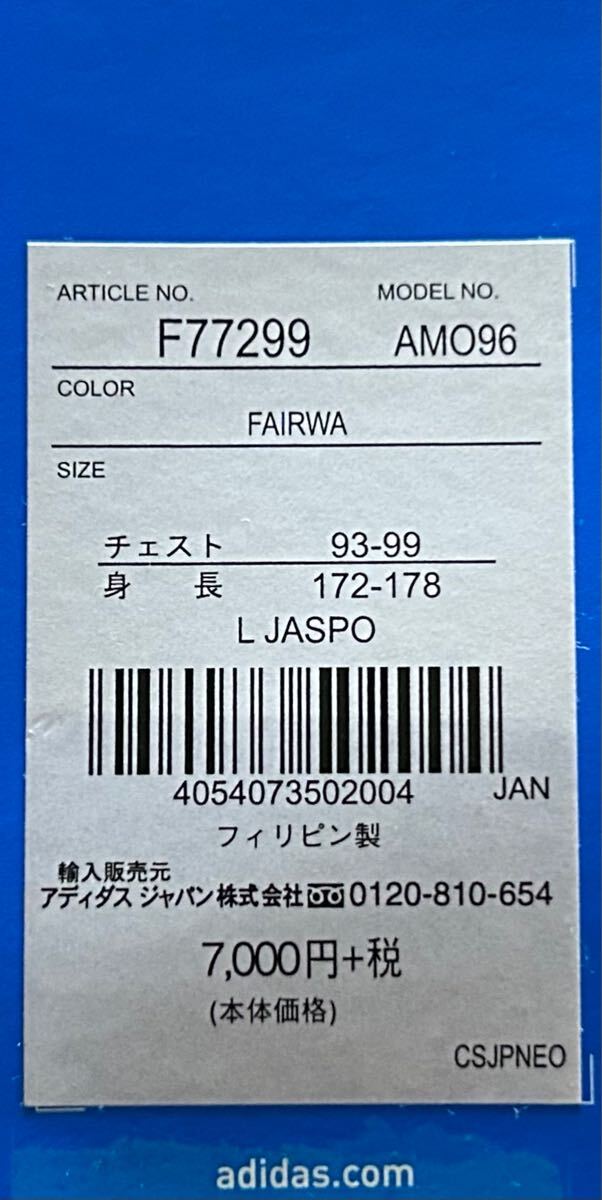 ARTICLE NO. MODEL NO.
F77299 AMO96
COLOR
FAIRWA
SIZE
チェスト 93-99
身 長 172-178
L JASPO
4054073502004 JAN
フィリピン製
輸入販売元
アディダス ジャパン株式会社 0120-810-654
7,000円+税
(本体価格)
CSJPNEO
adidas.com